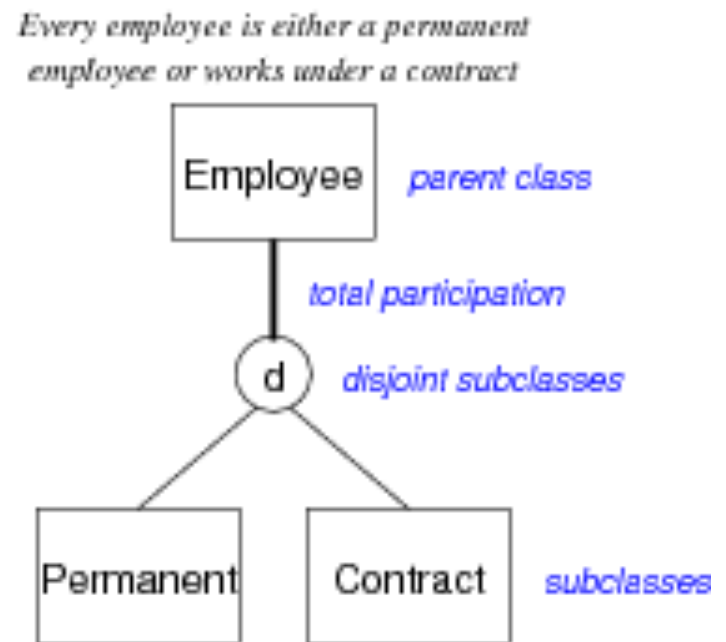 Every employee is either a permanent
employee or works under a contract
Employee
parent class
total participation
d
disjoint subclasses
Permanent
Contract
subclasses